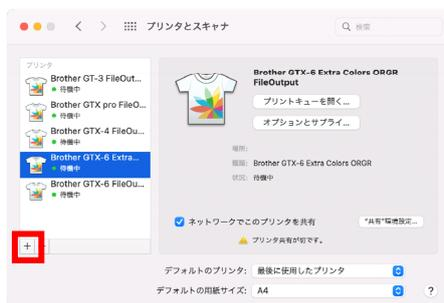 プリンタとスキャナ
検索
プリンタ
Brother GT-3 FileOut...
待機中
Brother GTX pro FileO...
待機中
Brother GTX-4 FileOu...
待機中
Brother GTX-6 Extra...
待機中
Brother GTX-6 FileOu...
待機中
+
Brother GTX-6 Extra Colors ORGR
FileOutput
プリントキューを開く...
オプションとサプライ...
場所:
種類: Brother GTX-6 Extra Colors ORGR
状況: 待機中
ネットワークでこのプリンタを共有
"共有"環境設定...
プリンタ共有が切です。
デフォルトのプリンタ: 最後に使用したプリンタ
デフォルトの用紙サイズ: A4
?